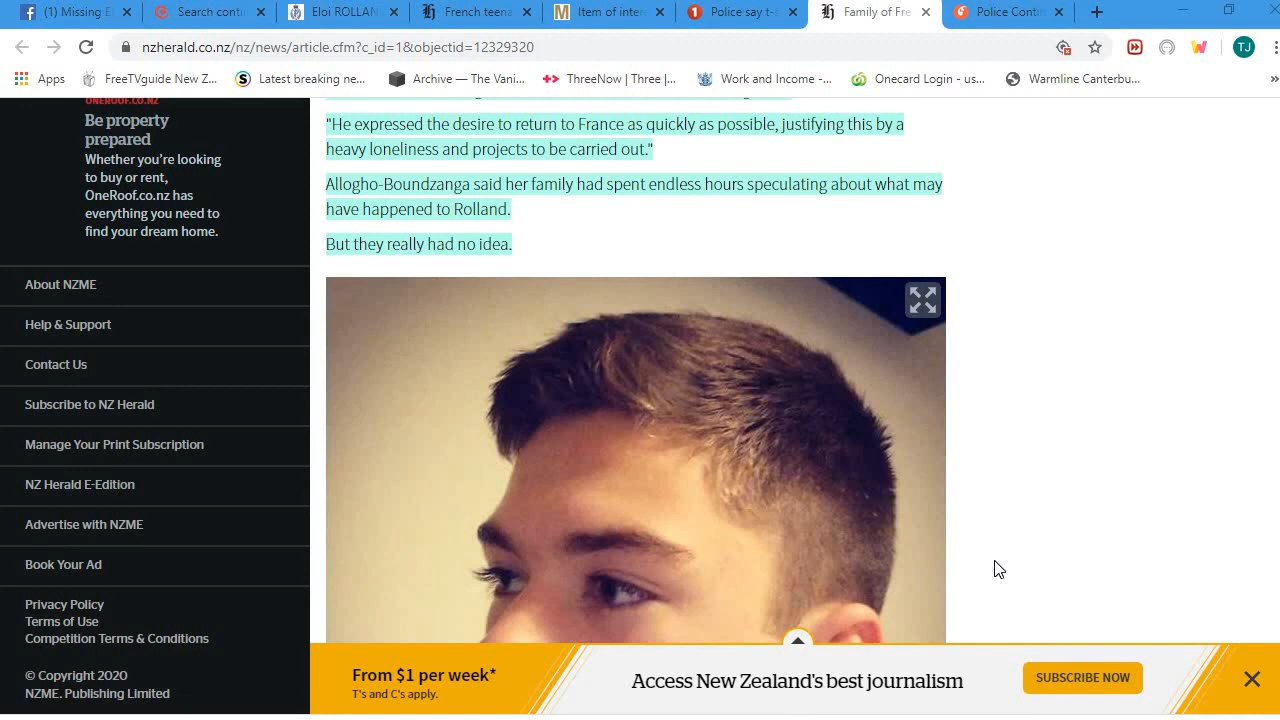 (1) Missing E
Search conti
Eloi ROLLAN
French teena
Item of inter
Police say t-s
Family of Fre
Police Contin
nzherald.co.nz/nz/news/article.cfm?c_id=1&objectid=12329320
TJ
Apps
FreeTVguide New Z...
Latest breaking ne...
Archive — The Vani...
ThreeNow | Three |...
Work and Income -...
Onecard Login - us...
Warmline Canterbu...
ONEROOF.CO.NZ
Be property
prepared
Whether you're looking
to buy or rent,
OneRoof.co.nz has
everything you need to
find your dream home.
About NZME
Help & Support
Contact Us
Subscribe to NZ Herald
Manage Your Print Subscription
NZ Herald E-Edition
Advertise with NZME
Book Your Ad
Privacy Policy
Terms of Use
Competition Terms & Conditions
© Copyright 2020
NZME. Publishing Limited
"He expressed the desire to return to France as quickly as possible, justifying this by a
heavy loneliness and projects to be carried out."
Allogho-Boundzanga said her family had spent endless hours speculating about what may
have happened to Rolland.
But they really had no idea.
From $1 per week*
T's and C's apply.
Access New Zealand's best journalism
SUBSCRIBE NOW